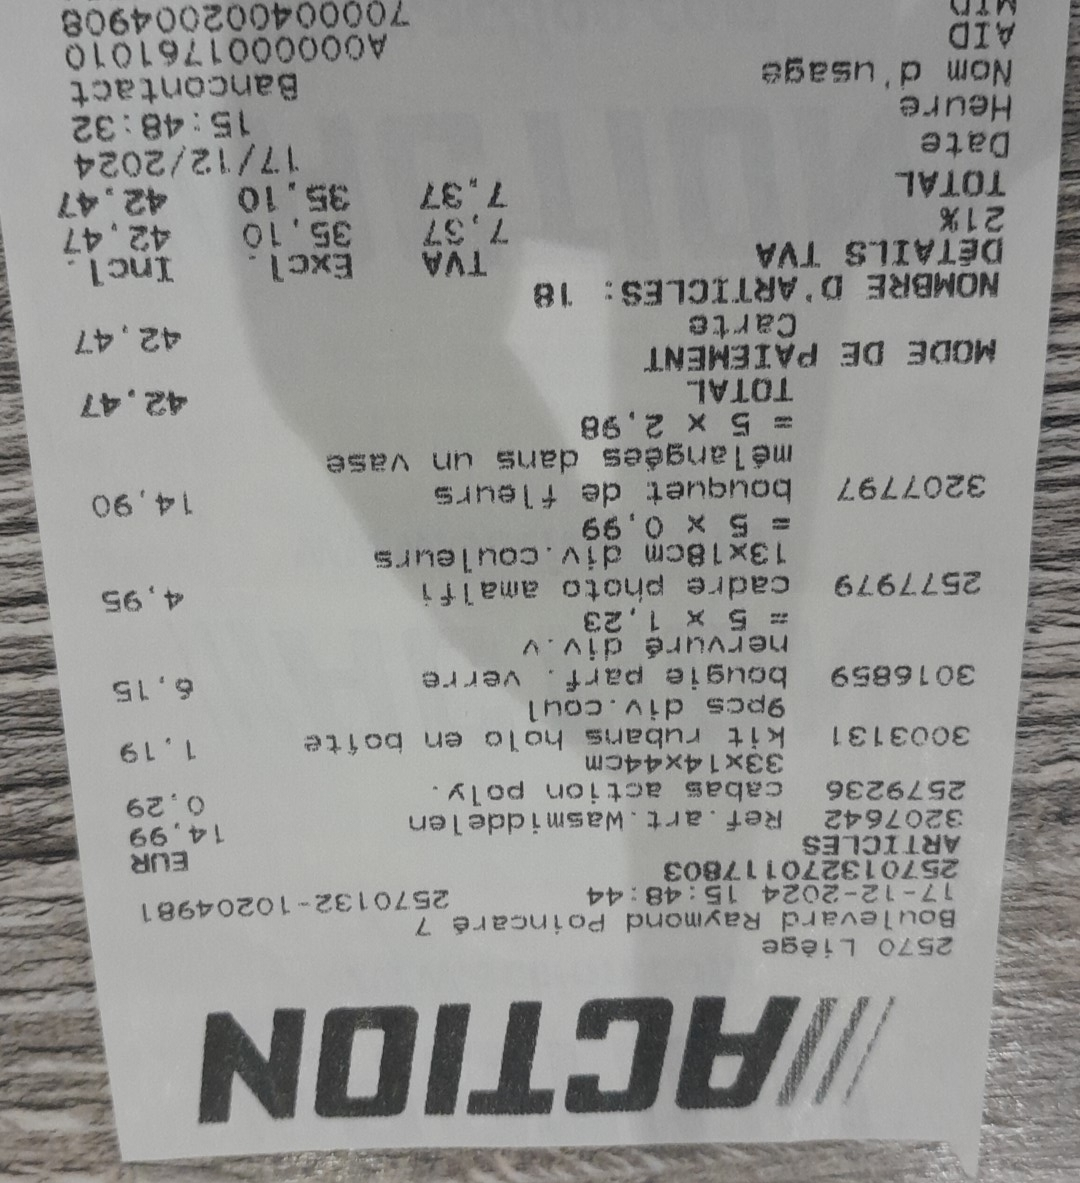 ACTION
2570 Liège
Boulevard Raymond Poincaré 7
17-12-2024 15:48:44 2570132-10204981
257013270117803
ARTICLES EUR
3207642 Ref.art.Wasmiddelen 14,99
2579236 cabas action poly. 0,29
33x14x44cm
3003131 kit rubans holo en boîte 1,19
9pcs div.coul
3016859 bougie parf. verre 6,15
nervuré div.v
= 5 x 1,23
2577979 cadre photo amalfi 4,95
13x18cm div.couleurs
= 5 x 0,99
3207797 bouquet de fleurs 14,90
mélangées dans un vase
= 5 x 2,98
TOTAL 42,47
MODE DE PAIEMENT
Carte 42,47
NOMBRE D'ARTICLES: 18
DÉTAILS TVA TVA Excl. Incl.
21% 7,37 35,10 42,47
TOTAL 7,37 35,10 42,47
Date 17/12/2024
Heure 15:48:32
Nom d'usage Bancontact
AID A0000001761010
MID 700004002004908